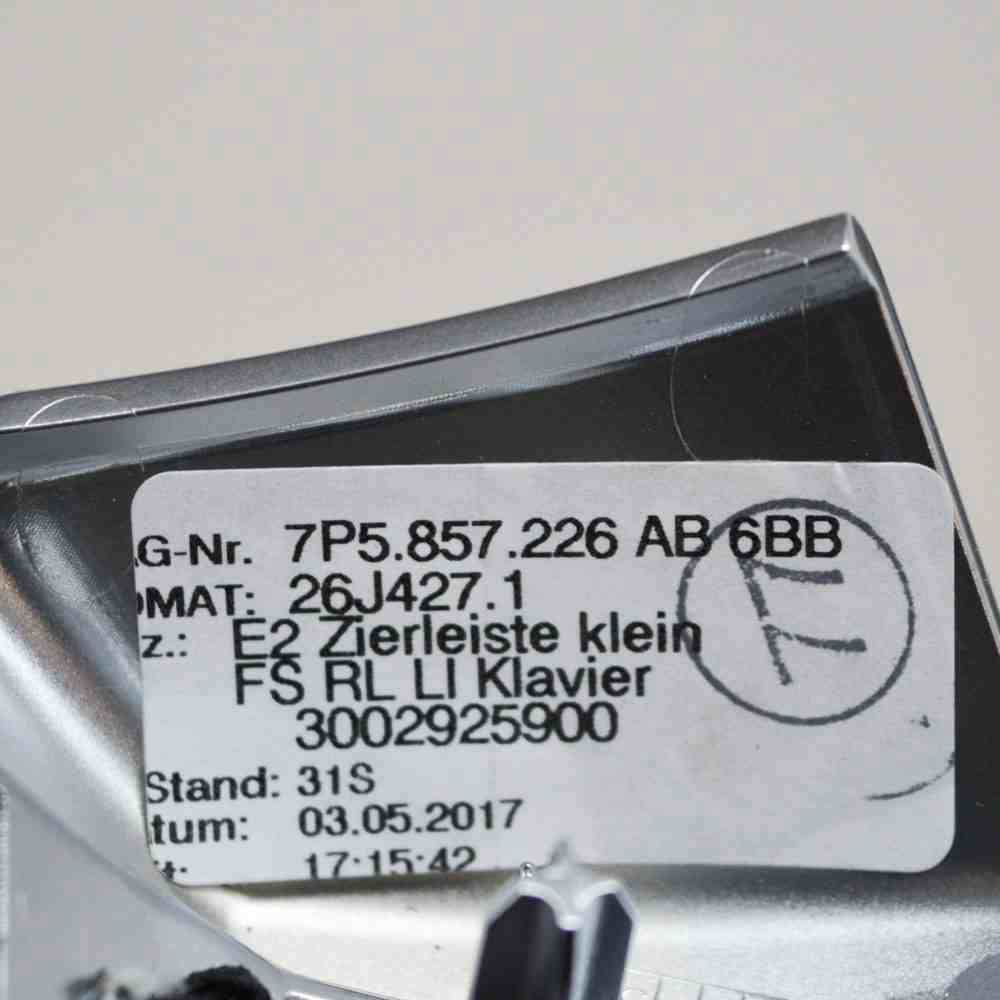 G-Nr. 7P5.857.226 AB 6BB
MAT: 26J427.1
z.: E2 Zierleiste klein
FS RL LI Klavier
3002925900
Stand: 31S
tum: 03.05.2017
t: 17:15:42